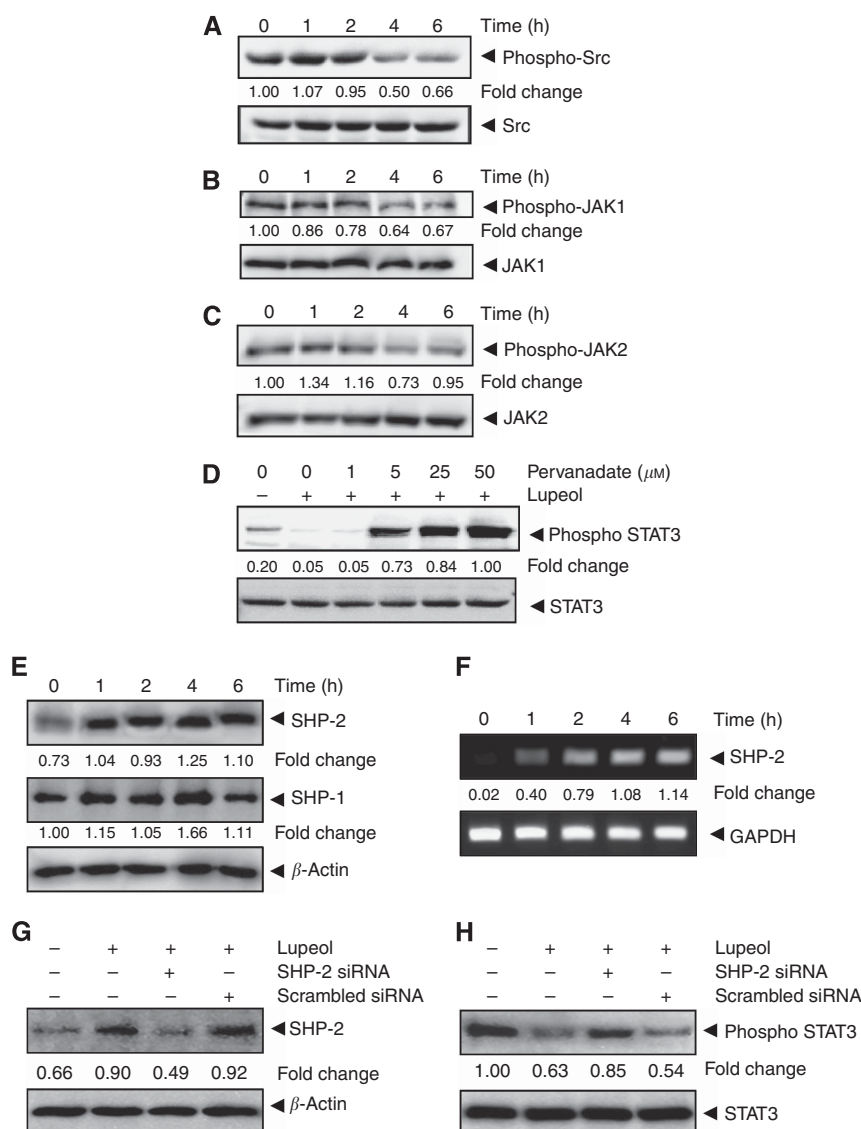 A
0 1 2 4 6 Time (h)
◄ Phospho-Src
1.00 1.07 0.95 0.50 0.66 Fold change
◄ Src
B
0 1 2 4 6 Time (h)
◄ Phospho-JAK1
1.00 0.86 0.78 0.64 0.67 Fold change
◄ JAK1
C
0 1 2 4 6 Time (h)
◄ Phospho-JAK2
1.00 1.34 1.16 0.73 0.95 Fold change
◄ JAK2
D
0 0 1 5 25 50 Pervanadate (μM)
– + + + + + Lupeol
◄ Phospho STAT3
0.20 0.05 0.05 0.73 0.84 1.00 Fold change
◄ STAT3
E
0 1 2 4 6 Time (h)
◄ SHP-2
0.73 1.04 0.93 1.25 1.10 Fold change
◄ SHP-1
1.00 1.15 1.05 1.66 1.11 Fold change
◄ β-Actin
F
0 1 2 4 6 Time (h)
◄ SHP-2
0.02 0.40 0.79 1.08 1.14 Fold change
◄ GAPDH
G
– + + + Lupeol
– – + – SHP-2 siRNA
– – – + Scrambled siRNA
◄ SHP-2
0.66 0.90 0.49 0.92 Fold change
◄ β-Actin
H
– + + + Lupeol
– – + – SHP-2 siRNA
– – – + Scrambled siRNA
◄ Phospho STAT3
1.00 0.63 0.85 0.54 Fold change
◄ STAT3